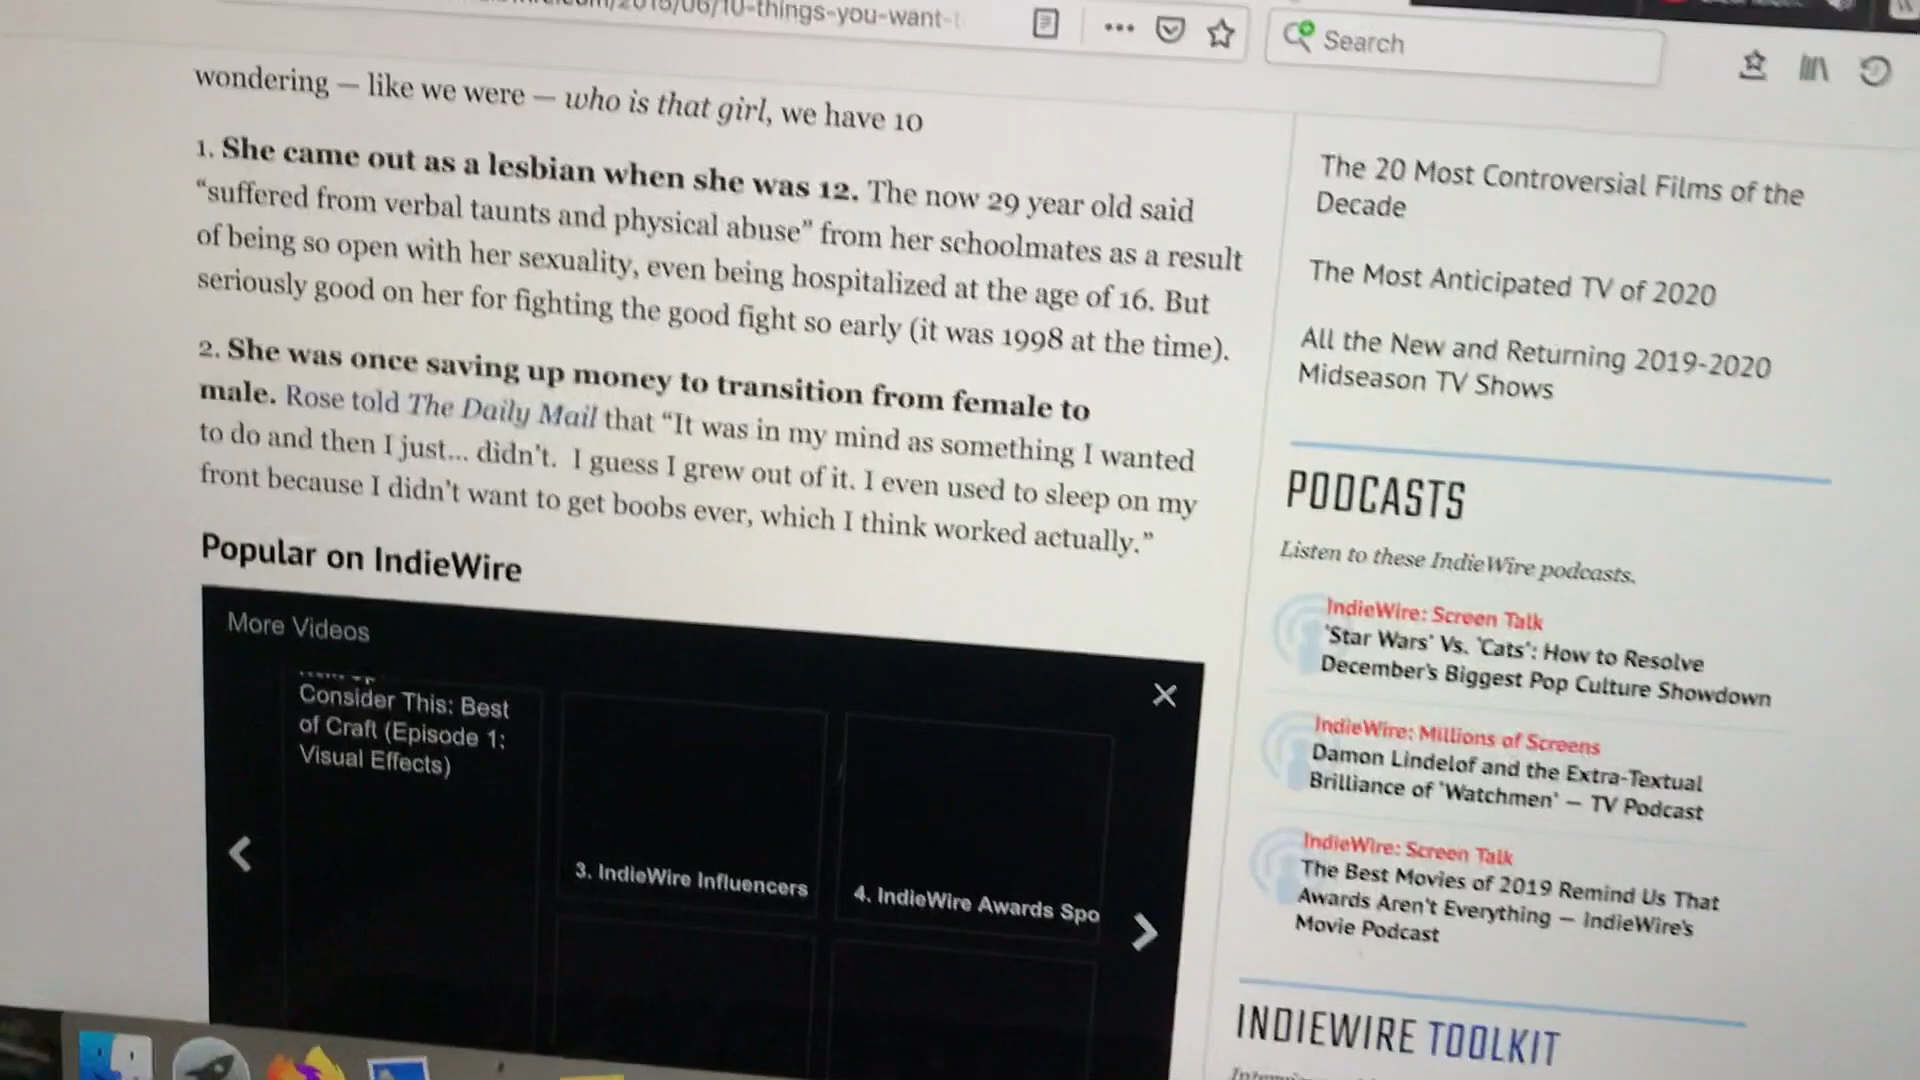 2015/06/10-things-you-want-t
Search
wondering — like we were — who is that girl, we have 10
1. She came out as a lesbian when she was 12. The now 29 year old said
“suffered from verbal taunts and physical abuse” from her schoolmates as a result
of being so open with her sexuality, even being hospitalized at the age of 16. But
seriously good on her for fighting the good fight so early (it was 1998 at the time).
2. She was once saving up money to transition from female to
male. Rose told The Daily Mail that “It was in my mind as something I wanted
to do and then I just... didn’t. I guess I grew out of it. I even used to sleep on my
front because I didn’t want to get boobs ever, which I think worked actually.”
Popular on IndieWire
More Videos
Consider This: Best
of Craft (Episode 1:
Visual Effects)
3. IndieWire Influencers
4. IndieWire Awards Spo
The 20 Most Controversial Films of the
Decade
The Most Anticipated TV of 2020
All the New and Returning 2019-2020
Midseason TV Shows
PODCASTS
Listen to these IndieWire podcasts.
IndieWire: Screen Talk
'Star Wars' Vs. 'Cats': How to Resolve
December's Biggest Pop Culture Showdown
IndieWire: Millions of Screens
Damon Lindelof and the Extra-Textual
Brilliance of 'Watchmen' — TV Podcast
IndieWire: Screen Talk
The Best Movies of 2019 Remind Us That
Awards Aren't Everything — IndieWire's
Movie Podcast
INDIEWIRE TOOLKIT